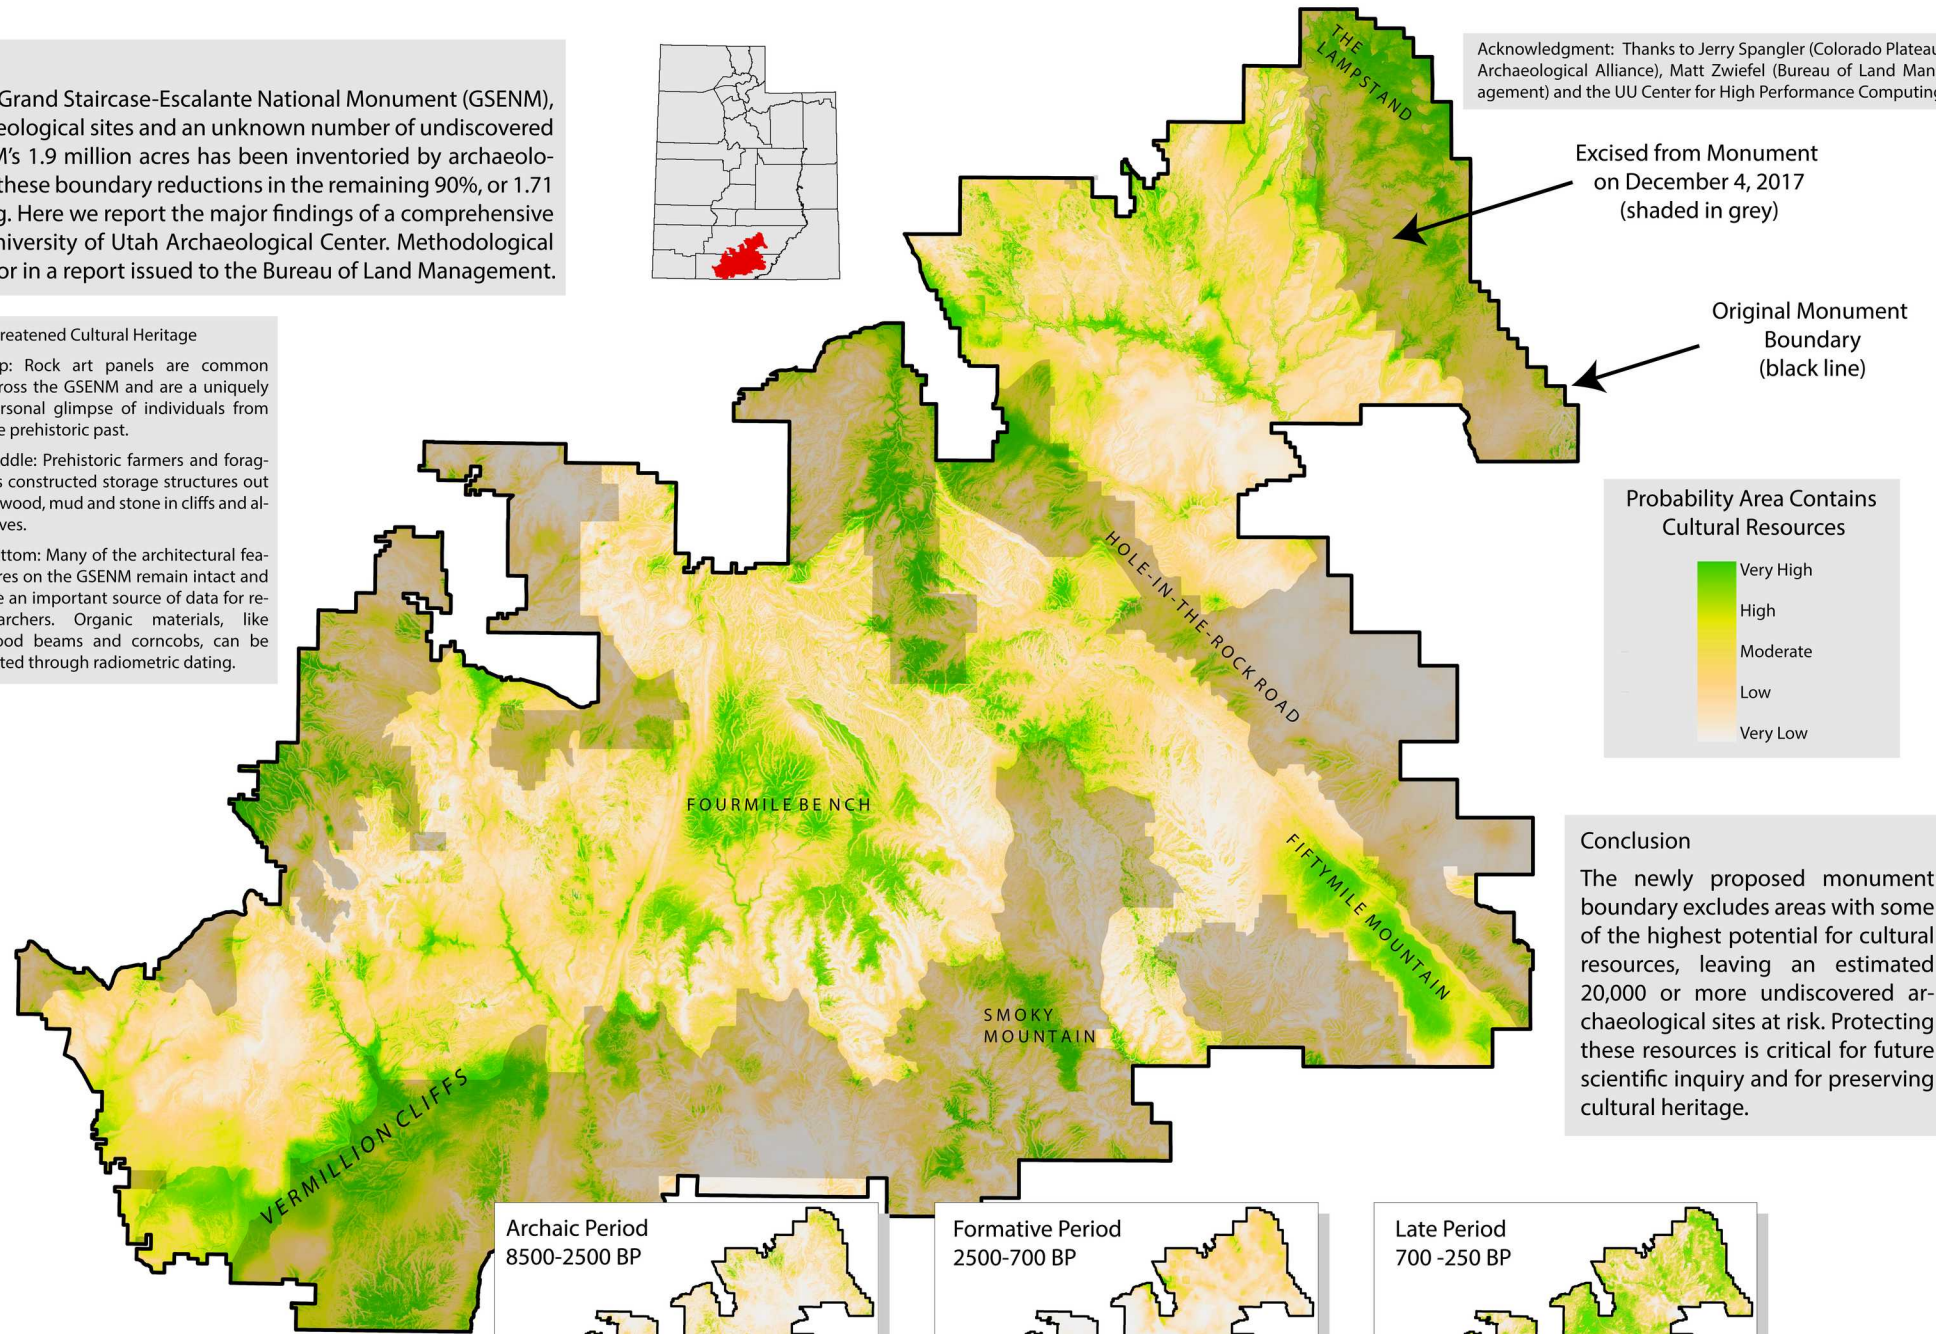 Grand Staircase-Escalante National Monument (GSENM),
eological sites and an unknown number of undiscovered
M's 1.9 million acres has been inventoried by archaeolo-
these boundary reductions in the remaining 90%, or 1.71
g. Here we report the major findings of a comprehensive
niversity of Utah Archaeological Center. Methodological
or in a report issued to the Bureau of Land Management.
reatened Cultural Heritage
p: Rock art panels are common
ross the GSENM and are a uniquely
rsonal glimpse of individuals from
e prehistoric past.
ddle: Prehistoric farmers and forag-
s constructed storage structures out
wood, mud and stone in cliffs and al-
ves.
ttom: Many of the architectural fea-
res on the GSENM remain intact and
e an important source of data for re-
archers. Organic materials, like
ood beams and corncobs, can be
ted through radiometric dating.
Acknowledgment: Thanks to Jerry Spangler (Colorado Plateau
Archaeological Alliance), Matt Zwiefel (Bureau of Land Man-
agement) and the UU Center for High Performance Computing
THE
LAMPSTAND
Excised from Monument
on December 4, 2017
(shaded in grey)
Original Monument
Boundary
(black line)
Probability Area Contains
Cultural Resources
Very High
High
Moderate
Low
Very Low
HOLE-IN-THE-ROCK ROAD
FOURMILE BENCH
FIFTYMILE MOUNTAIN
SMOKY
MOUNTAIN
VERMILLION CLIFFS
Conclusion
The newly proposed monument
boundary excludes areas with some
of the highest potential for cultural
resources, leaving an estimated
20,000 or more undiscovered ar-
chaeological sites at risk. Protecting
these resources is critical for future
scientific inquiry and for preserving
cultural heritage.
Archaic Period
8500-2500 BP
Formative Period
2500-700 BP
Late Period
700 -250 BP